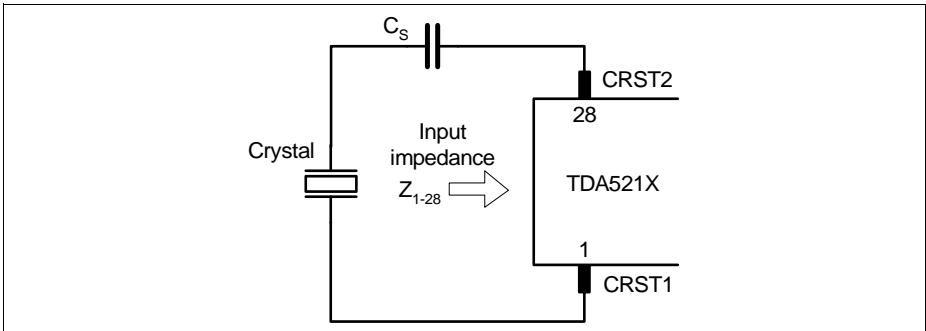 C_S
CRST2
28
Crystal
Input
impedance
Z_1-28
TDA521X
1
CRST1